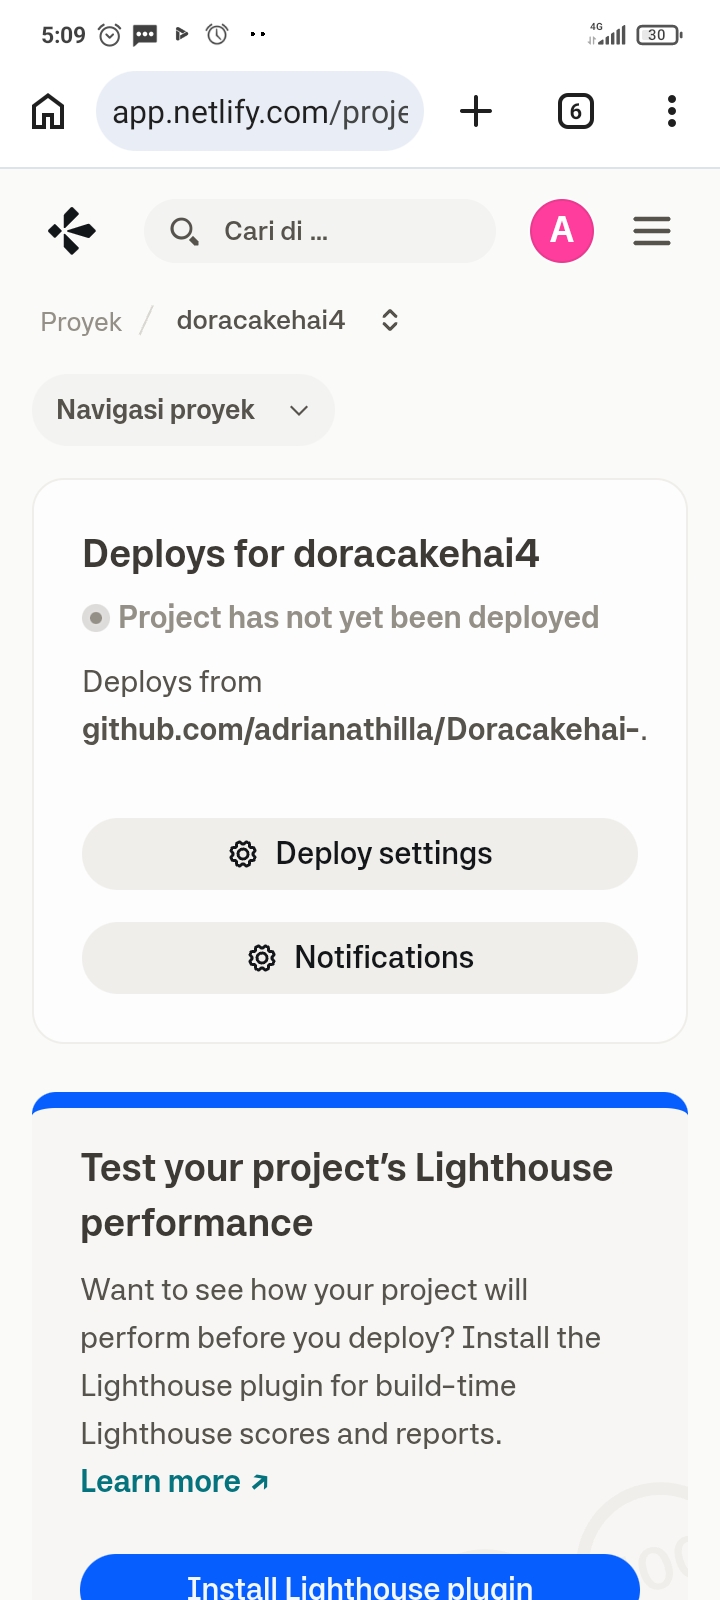 5:09
4G
30
app.netlify.com/proje
6
Cari di ...
A
Proyek / doracakehai4
Navigasi proyek
Deploys for doracakehai4
Project has not yet been deployed
Deploys from
github.com/adrianathilla/Doracakehai-.
Deploy settings
Notifications
Test your project's Lighthouse
performance
Want to see how your project will
perform before you deploy? Install the
Lighthouse plugin for build-time
Lighthouse scores and reports.
Learn more ↗
Install Lighthouse plugin